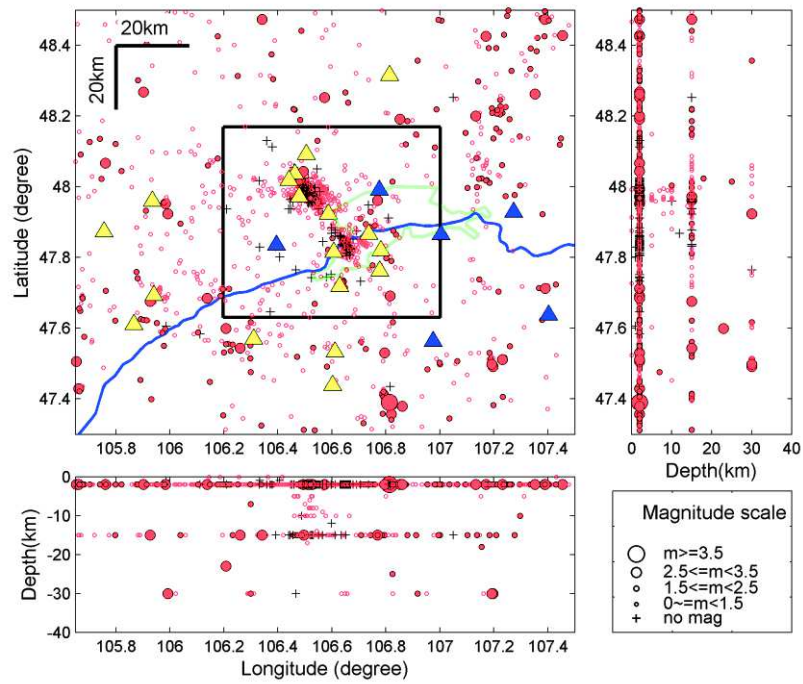 20km
20km
48.5
48.4
48.2
48
47.8
47.6
47.4
Latitude (degree)
105.8 106 106.2 106.4 106.6 106.8 107 107.2 107.4
48.4
48.2
48
47.8
47.6
47.4
0 10 20 30 40
Depth(km)
0
-10
-20
-30
-40
Depth(km)
105.8 106 106.2 106.4 106.6 106.8 107 107.2 107.4
Longitude (degree)
Magnitude scale
m>=3.5
2.5<=m<3.5
1.5<=m<2.5
0~=m<1.5
no mag